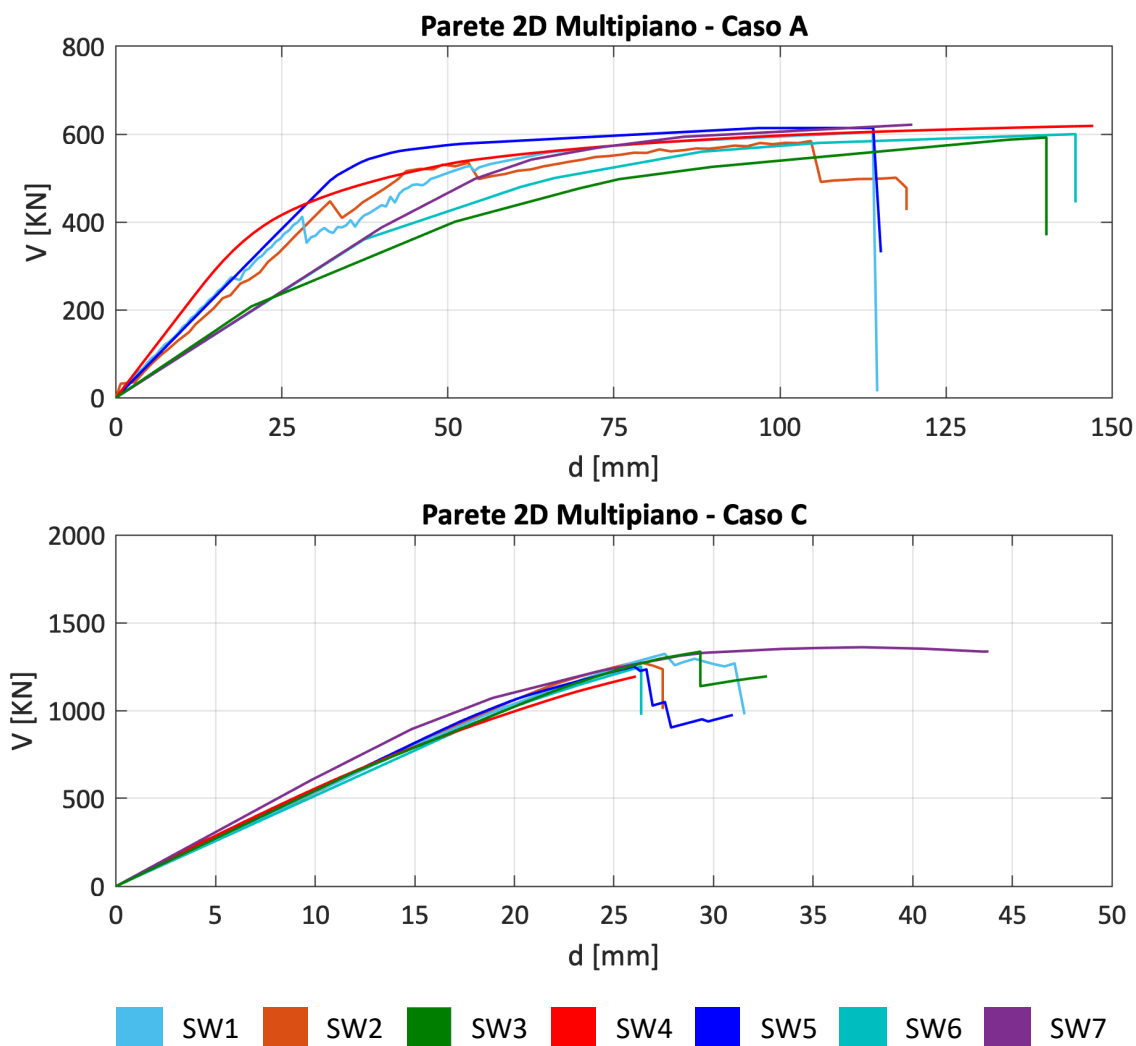 Parete 2D Multipiano - Caso A
800
600
400
200
0
V [KN]
0 25 50 75 100 125 150
d [mm]
Parete 2D Multipiano - Caso C
2000
1500
1000
500
0
V [KN]
0 5 10 15 20 25 30 35 40 45 50
d [mm]
SW1 SW2 SW3 SW4 SW5 SW6 SW7